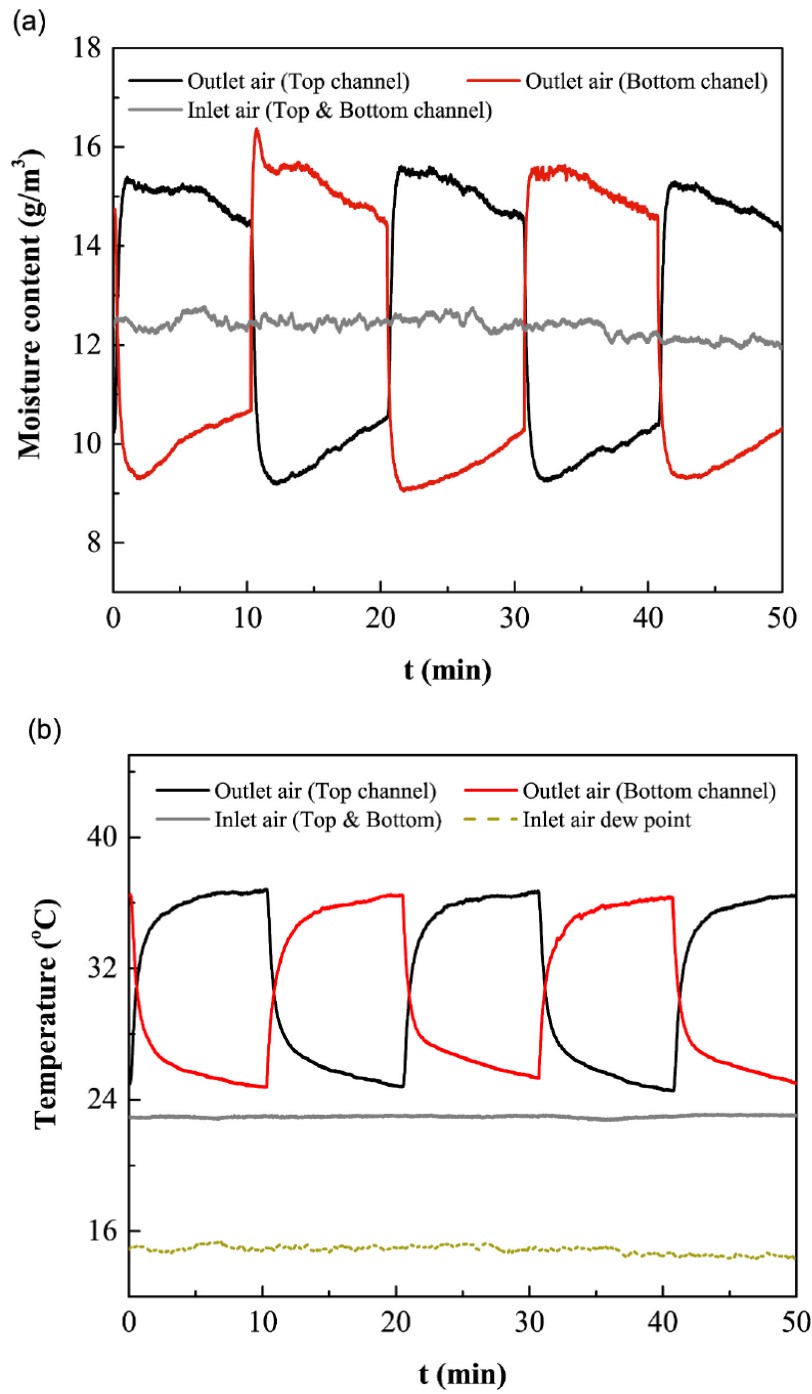 (a)
18
Outlet air (Top channel) Outlet air (Bottom chanel)
Inlet air (Top & Bottom channel)
16
14
12
10
8
Moisture content (g/m³)
0 10 20 30 40 50
t (min)
(b)
Outlet air (Top channel) Outlet air (Bottom channel)
Inlet air (Top & Bottom) Inlet air dew point
40
32
24
16
Temperature (°C)
0 10 20 30 40 50
t (min)